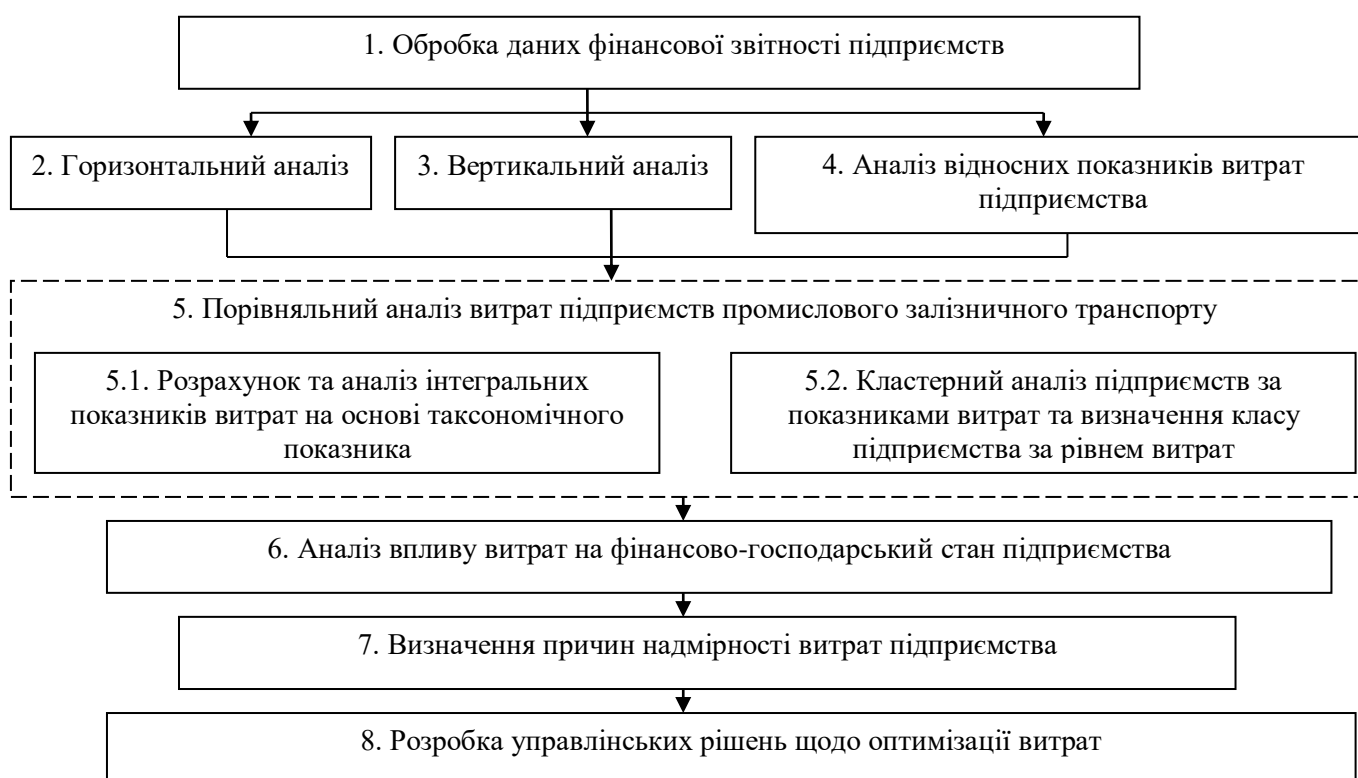 1. Обробка даних фінансової звітності підприємств
2. Горизонтальний аналіз
3. Вертикальний аналіз
4. Аналіз відносних показників витрат
підприємства
5. Порівняльний аналіз витрат підприємств промислового залізничного транспорту
5.1. Розрахунок та аналіз інтегральних
показників витрат на основі таксономічного
показника
5.2. Кластерний аналіз підприємств за
показниками витрат та визначення класу
підприємства за рівнем витрат
6. Аналіз впливу витрат на фінансово-господарський стан підприємства
7. Визначення причин надмірності витрат підприємства
8. Розробка управлінських рішень щодо оптимізації витрат